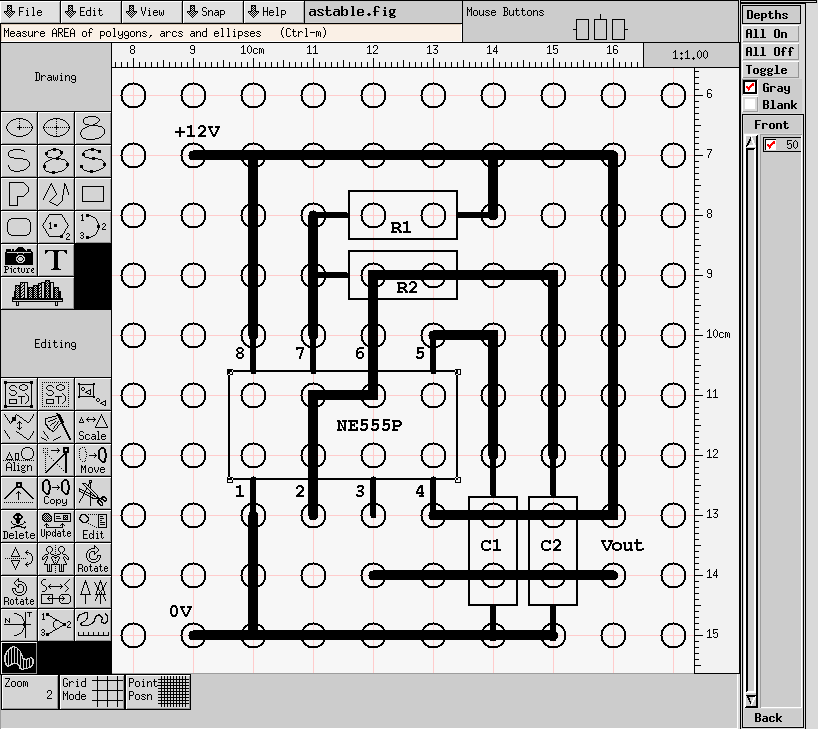 File Edit View Snap Help astable.fig Mouse Buttons
Measure AREA of polygons, arcs and ellipses (Ctrl-m)
8 9 10cm 11 12 13 14 15 16 1:1.00
Depths
All On
All Off
Toggle
Gray
Blank
Front
50
Back
Drawing
Picture
T
Editing
Scale
Align
Move
Copy
Delete
Update
Edit
Rotate
Rotate
Zoom
2
Grid
Mode
Point
Posn
6
7
8
9
10cm
11
12
13
14
15
+12V
R1
R2
8 7 6 5
NE555P
1 2 3 4
C1 C2 Vout
0V